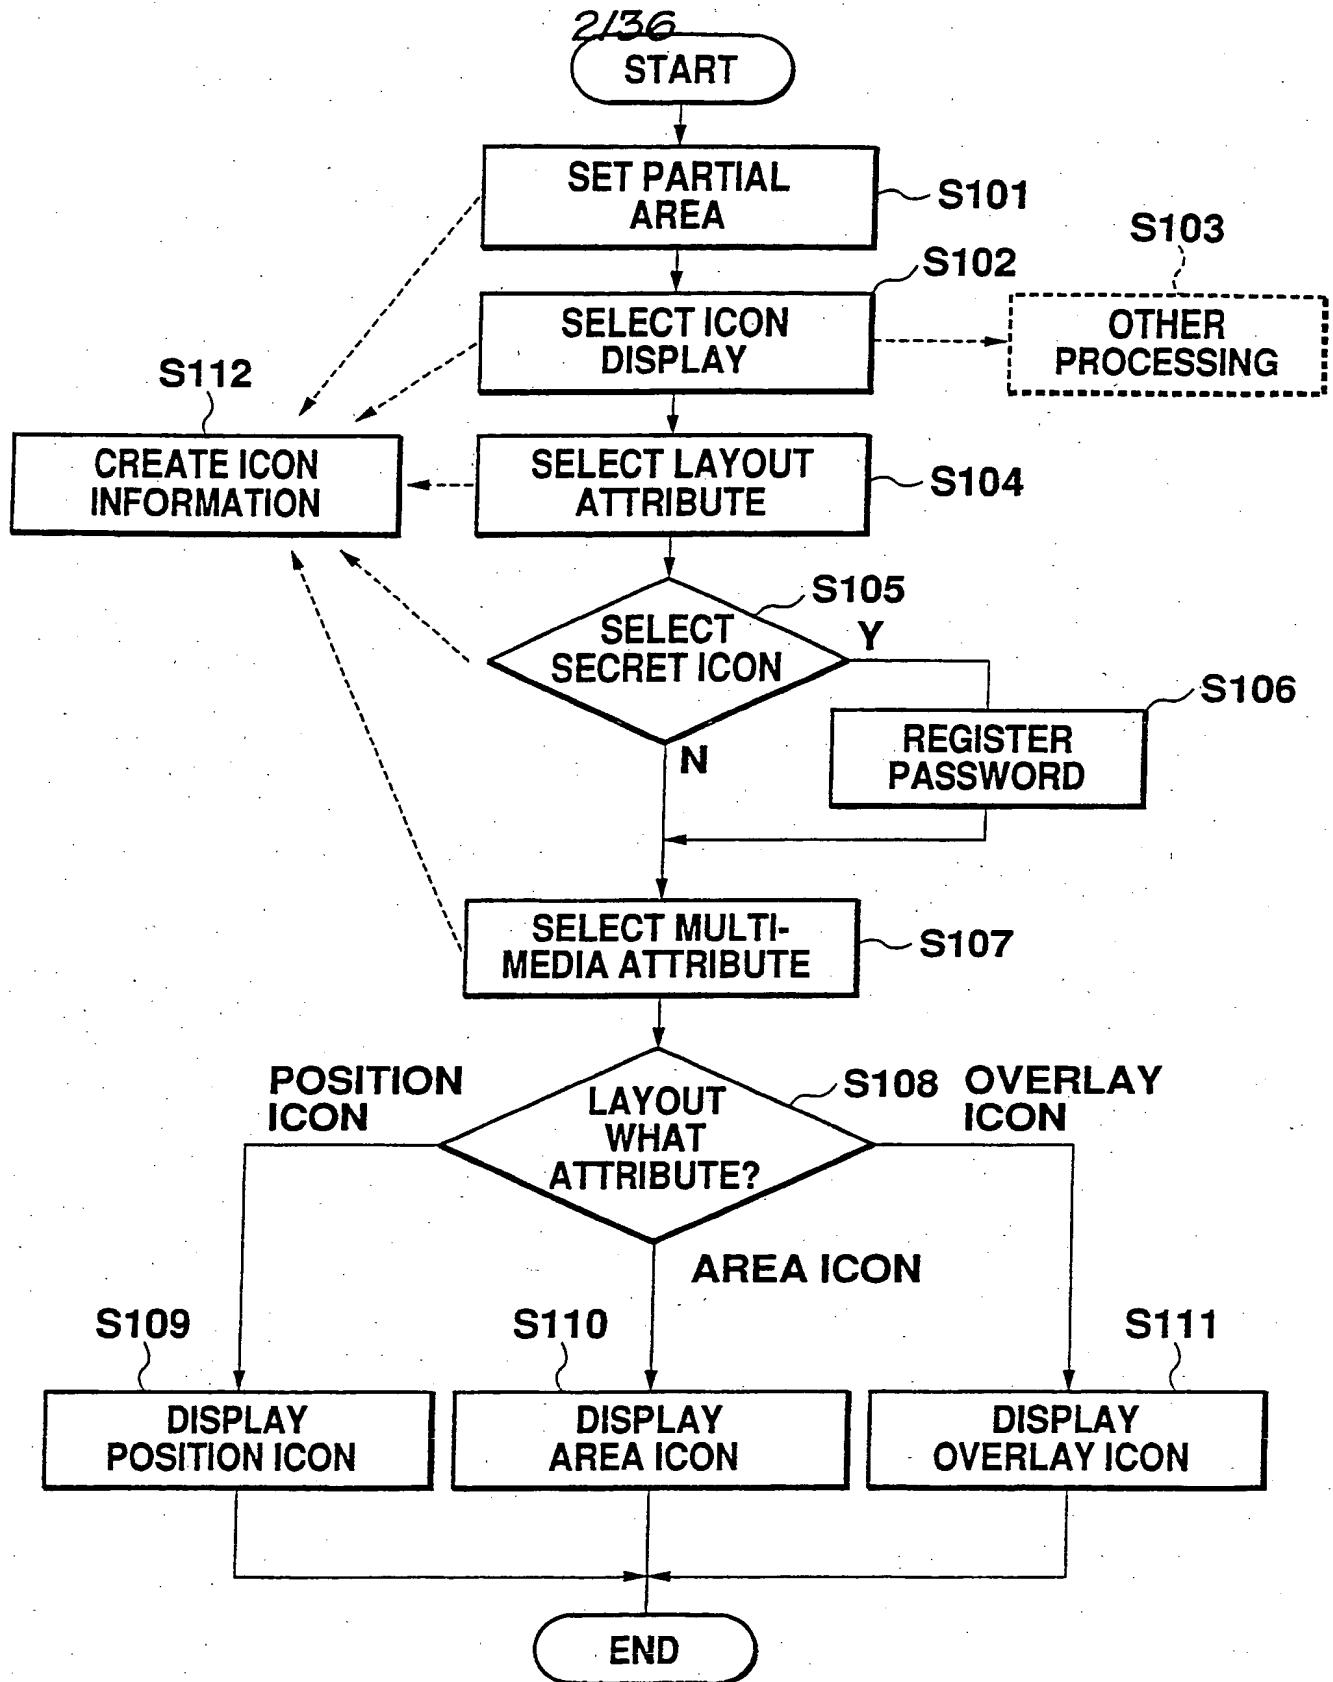 2/36
START
SET PARTIAL
AREA
S101
S102
S103
SELECT ICON
DISPLAY
OTHER
PROCESSING
S112
CREATE ICON
INFORMATION
SELECT LAYOUT
ATTRIBUTE
S104
S105
SELECT
SECRET ICON
Y
S106
REGISTER
PASSWORD
N
SELECT MULTI-
MEDIA ATTRIBUTE
S107
POSITION
ICON
S108
OVERLAY
ICON
LAYOUT
WHAT
ATTRIBUTE?
AREA ICON
S109
S110
S111
DISPLAY
POSITION ICON
DISPLAY
AREA ICON
DISPLAY
OVERLAY ICON
END